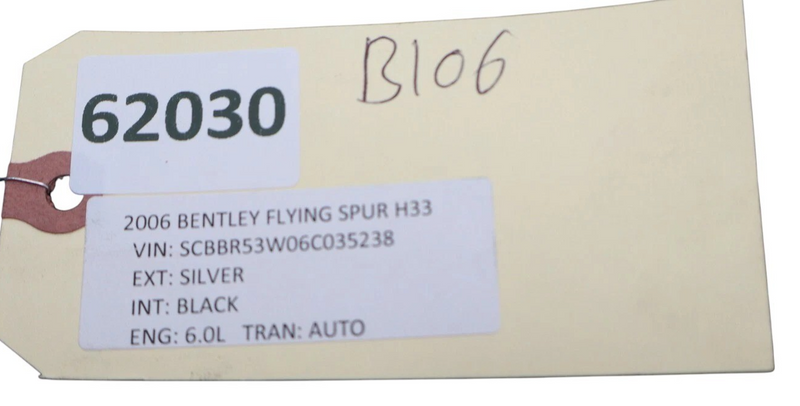 B106
62030
2006 BENTLEY FLYING SPUR H33
VIN: SCBBR53W06C035238
EXT: SILVER
INT: BLACK
ENG: 6.0L TRAN: AUTO